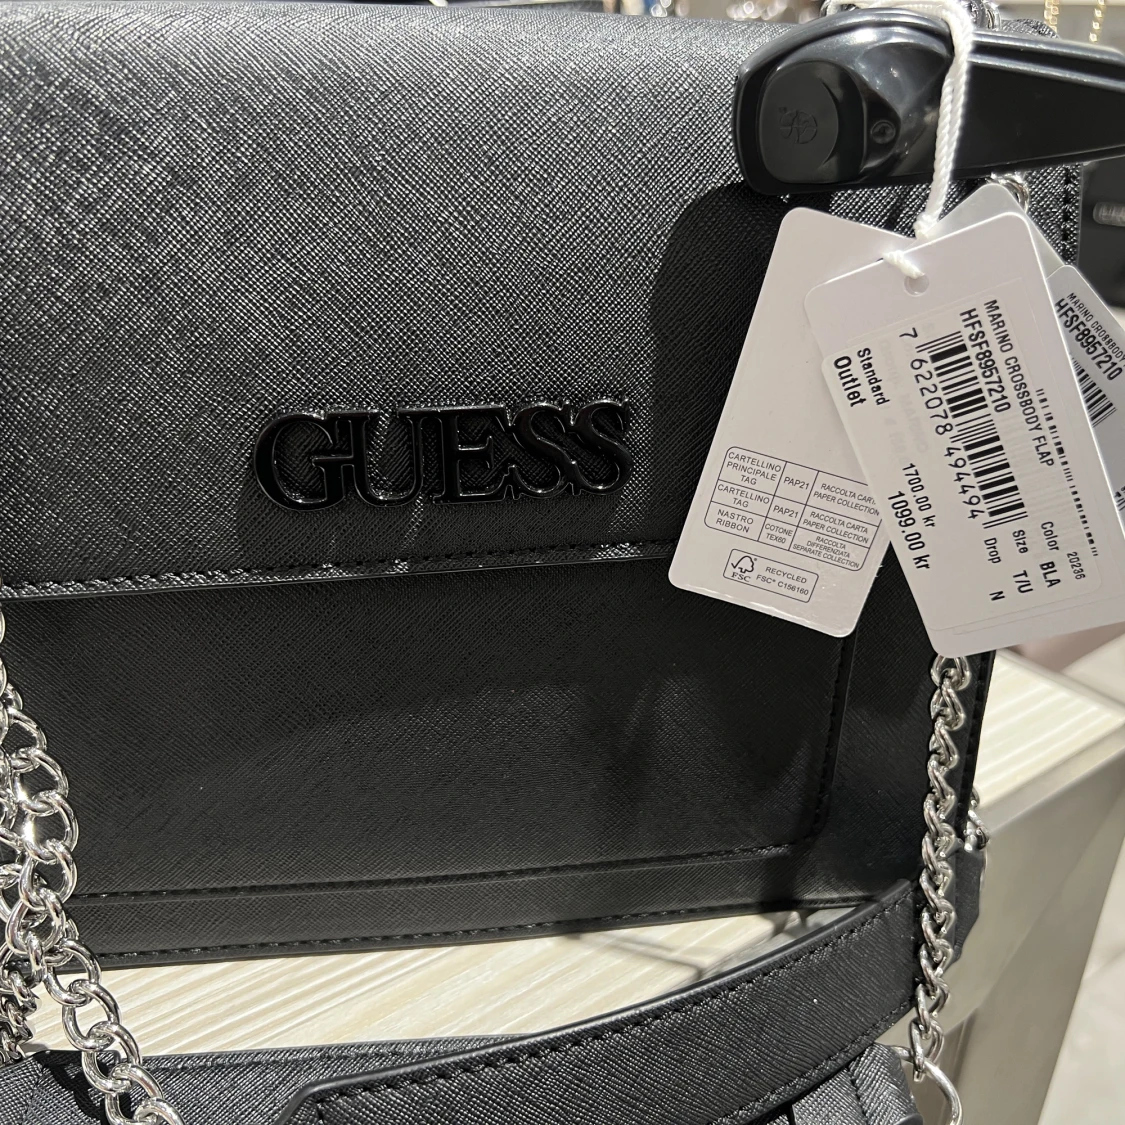 GUESS
CARTELLINO PRINCIPALE TAG PAP21 RACCOLTA CARTA PAPER COLLECTION
CARTELLINO TAG PAP21 RACCOLTA CARTA PAPER COLLECTION
NASTRO RIBBON COTONE TEX60 RACCOLTA DIFFERENZIATA SEPARATE COLLECTION
FSC RECYCLED
FSC® C156160
MARINO CROSSBODY FLAP
HFSF8957210
7 622078 494494
Standard
Outlet
1700.00 kr
1099.00 kr
20236
Color BLA
Size T/U
Drop N
MARINO CROSSBODY
HFSF8957210